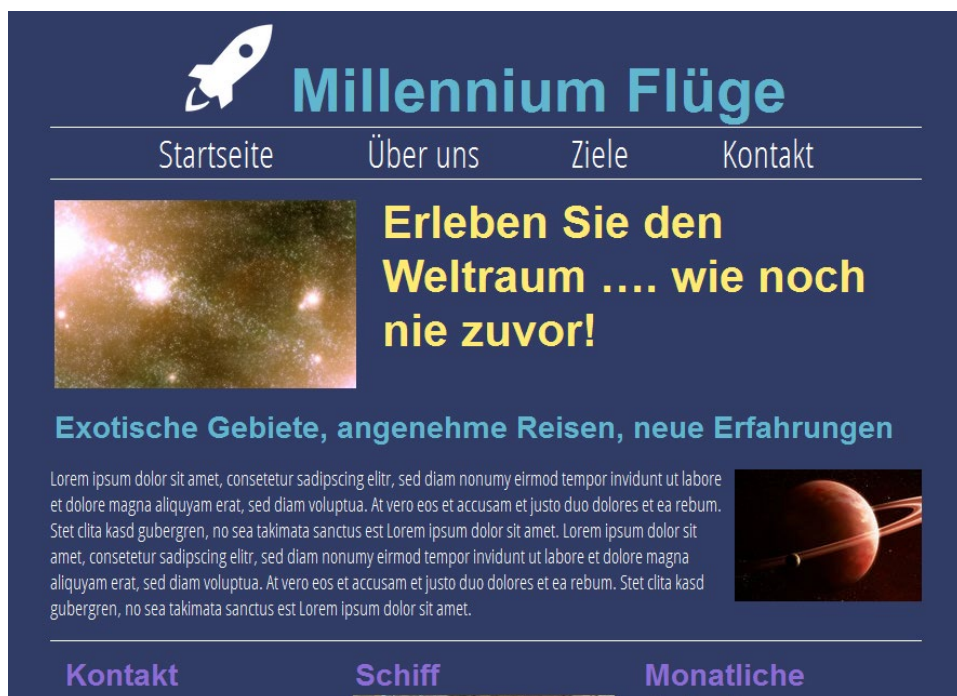 Millennium Flüge
Startseite Über uns Ziele Kontakt
Erleben Sie den
Weltraum .... wie noch
nie zuvor!
Exotische Gebiete, angenehme Reisen, neue Erfahrungen
Lorem ipsum dolor sit amet, consetetur sadipscing elitr, sed diam nonumy eirmod tempor invidunt ut labore
et dolore magna aliquyam erat, sed diam voluptua. At vero eos et accusam et justo duo dolores et ea rebum.
Stet clita kasd gubergren, no sea takimata sanctus est Lorem ipsum dolor sit amet. Lorem ipsum dolor sit
amet, consetetur sadipscing elitr, sed diam nonumy eirmod tempor invidunt ut labore et dolore magna
aliquyam erat, sed diam voluptua. At vero eos et accusam et justo duo dolores et ea rebum. Stet clita kasd
gubergren, no sea takimata sanctus est Lorem ipsum dolor sit amet.
Kontakt Schiff Monatliche